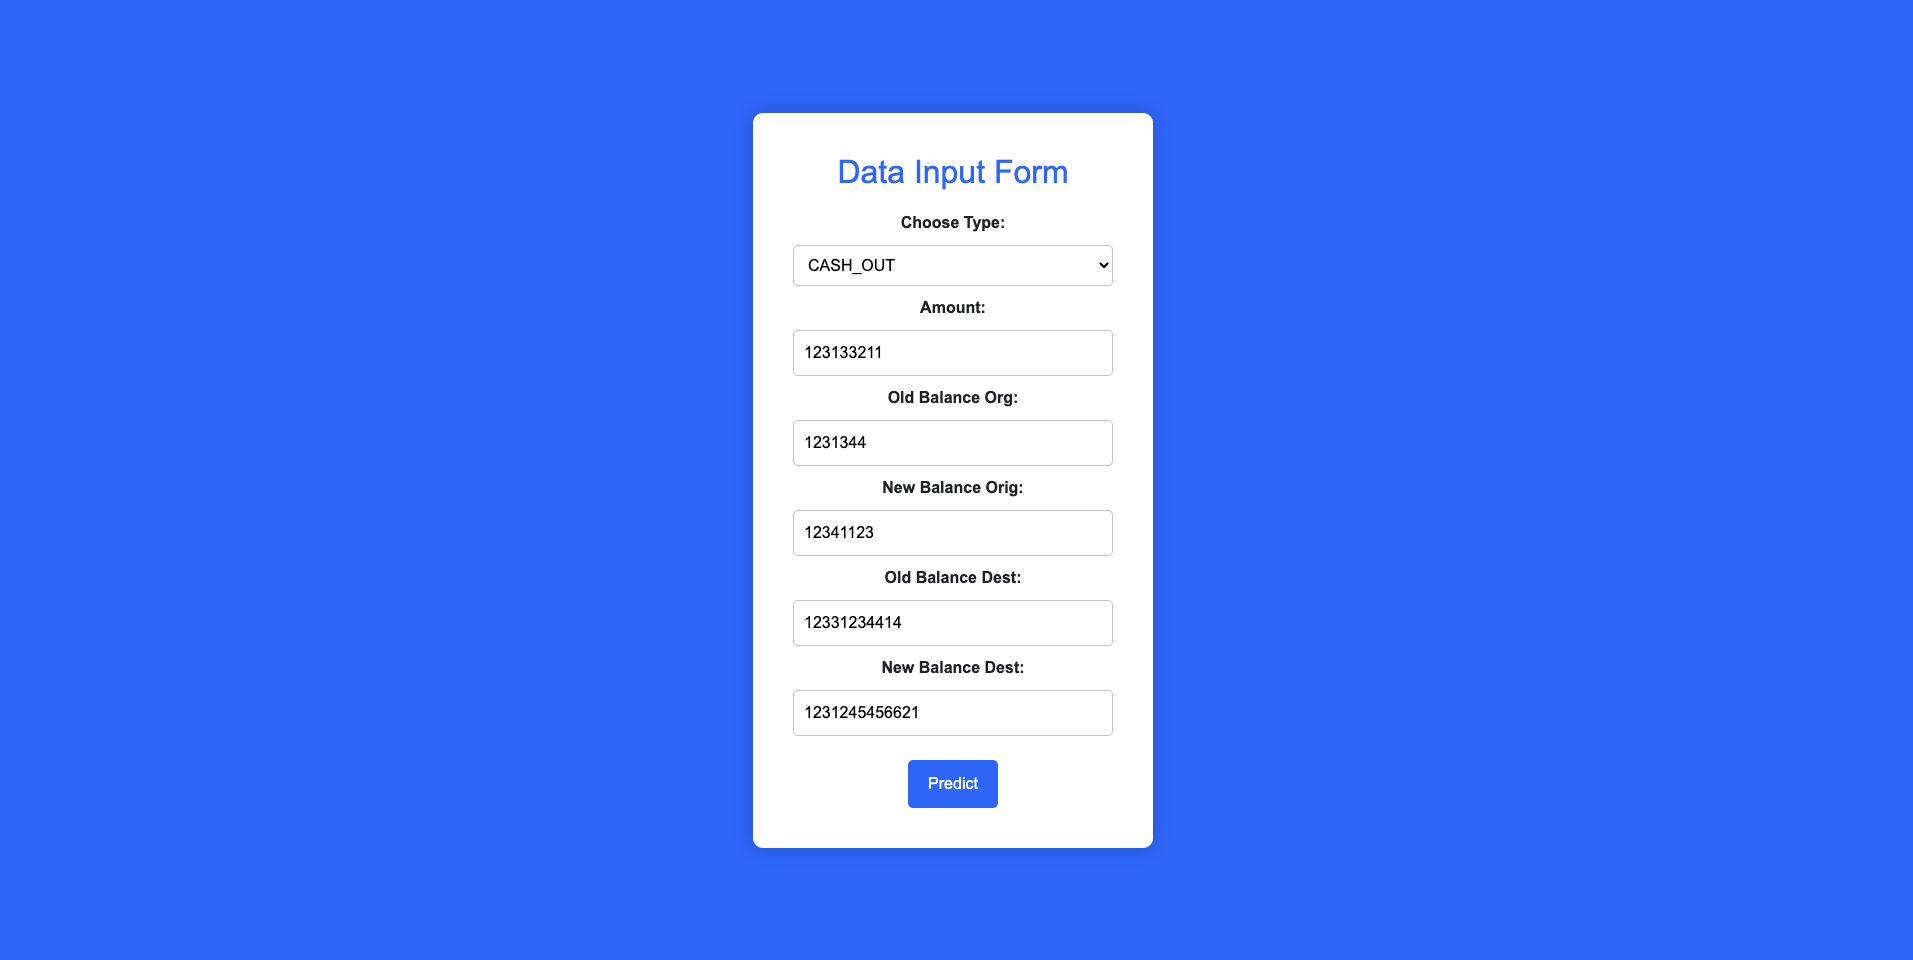 Data Input Form
Choose Type:
CASH_OUT
Amount:
123133211
Old Balance Org:
1231344
New Balance Orig:
12341123
Old Balance Dest:
12331234414
New Balance Dest:
1231245456621
Predict